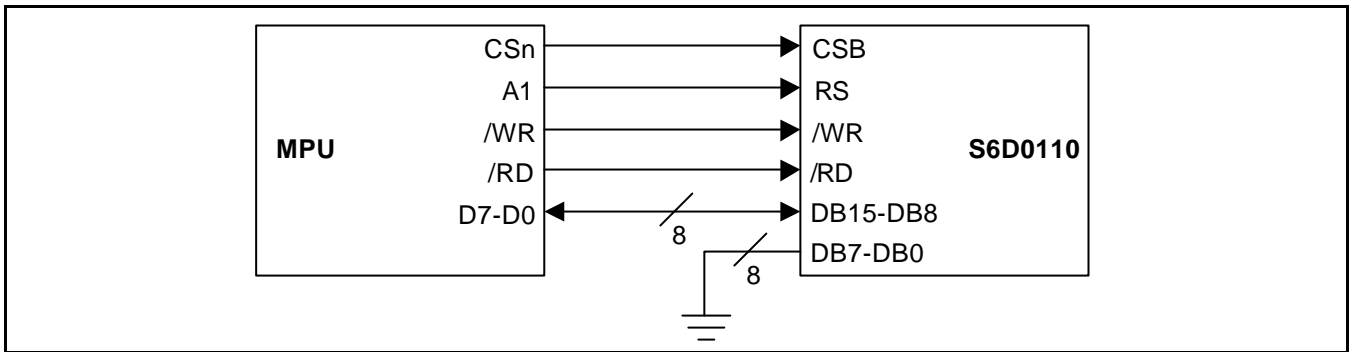 CSn
CSB
A1
RS
/WR
/WR
MPU
S6D0110
/RD
/RD
D7-D0
DB15-DB8
8
DB7-DB0
8